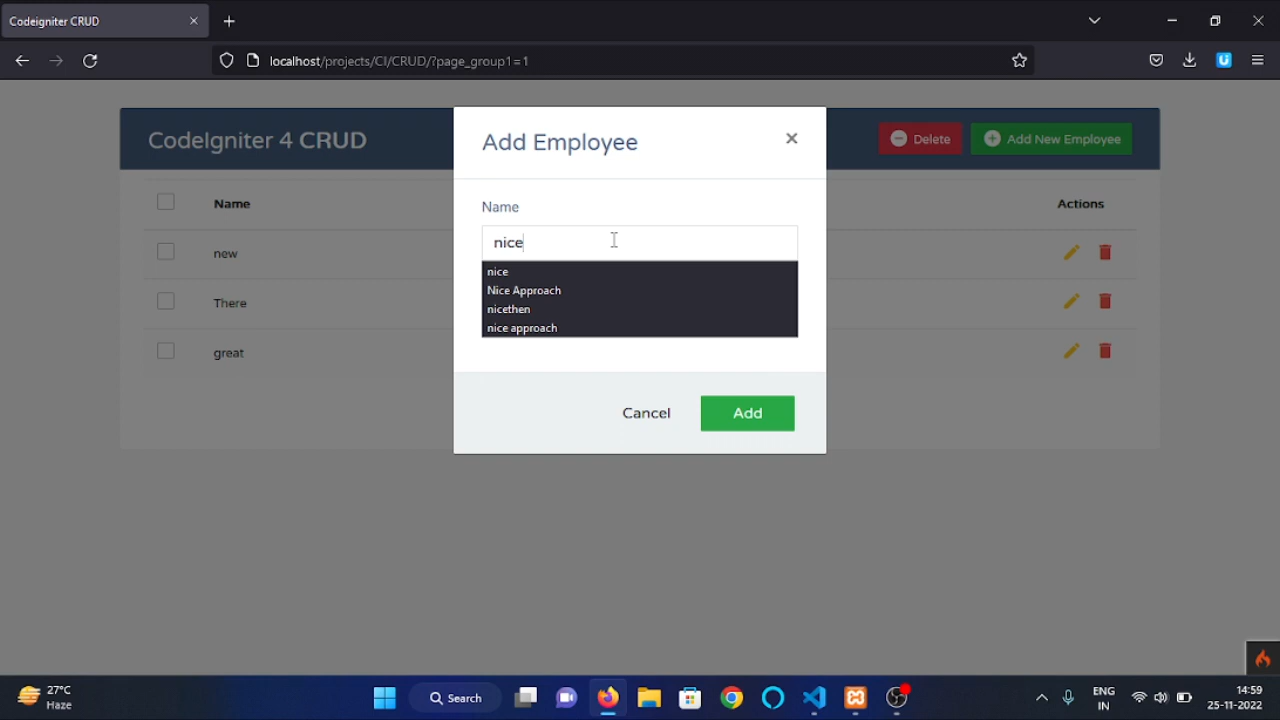 Codeigniter CRUD
localhost/projects/CI/CRUD/?page_group1=1
CodeIgniter 4 CRUD
Delete
Add New Employee
Name
Actions
new
There
great
Add Employee
Name
nice
nice
Nice Approach
nicethen
nice approach
Cancel
Add
27°C
Haze
Search
ENG
IN
14:59
25-11-2022